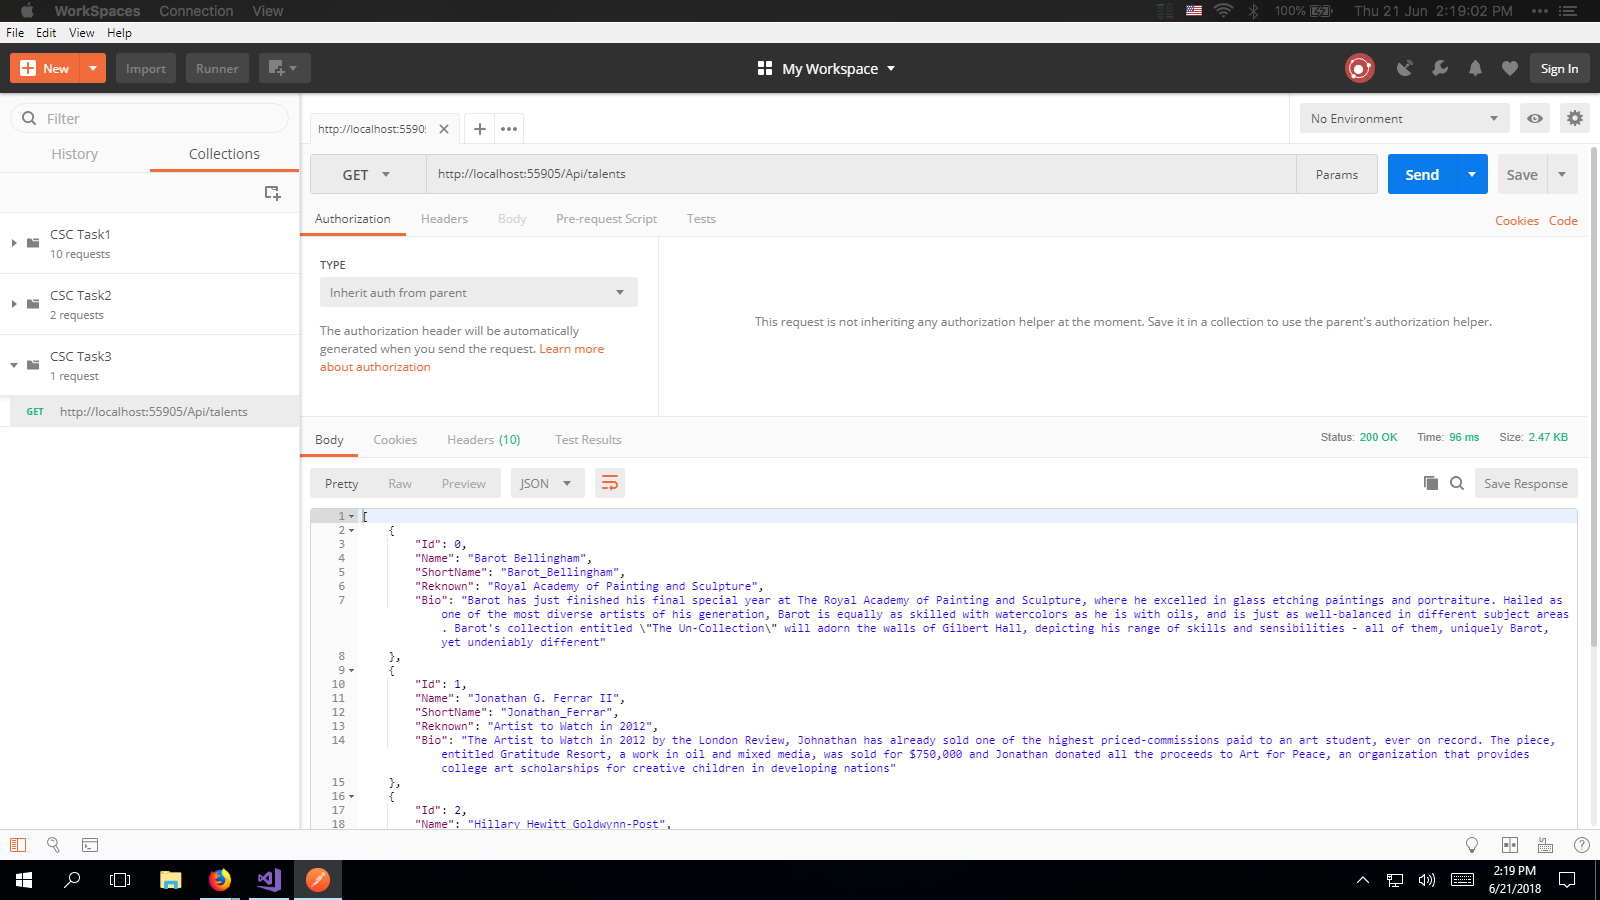 WorkSpaces Connection View 100% Thu 21 Jun 2:19:02 PM
File Edit View Help
New Import Runner My Workspace Sign In
Filter
History Collections
http://localhost:5590
No Environment
GET http://localhost:55905/Api/talents Params Send Save
Authorization Headers Body Pre-request Script Tests Cookies Code
CSC Task1
10 requests
CSC Task2
2 requests
CSC Task3
1 request
GET http://localhost:55905/Api/talents
TYPE
Inherit auth from parent
The authorization header will be automatically
generated when you send the request. Learn more
about authorization
This request is not inheriting any authorization helper at the moment. Save it in a collection to use the parent's authorization helper.
Body Cookies Headers (10) Test Results Status: 200 OK Time: 96 ms Size: 2.47 KB
Pretty Raw Preview JSON Save Response
1 [
2 {
3 "Id": 0,
4 "Name": "Barot Bellingham",
5 "ShortName": "Barot_Bellingham",
6 "Reknown": "Royal Academy of Painting and Sculpture",
7 "Bio": "Barot has just finished his final special year at The Royal Academy of Painting and Sculpture, where he excelled in glass etching paintings and portraiture. Hailed as
one of the most diverse artists of his generation, Barot is equally as skilled with watercolors as he is with oils, and is just as well-balanced in different subject areas
. Barot's collection entitled \"The Un-Collection\" will adorn the walls of Gilbert Hall, depicting his range of skills and sensibilities - all of them, uniquely Barot,
yet undeniably different"
8 },
9 {
10 "Id": 1,
11 "Name": "Jonathan G. Ferrar II",
12 "ShortName": "Jonathan_Ferrar",
13 "Reknown": "Artist to Watch in 2012",
14 "Bio": "The Artist to Watch in 2012 by the London Review, Johnathan has already sold one of the highest priced-commissions paid to an art student, ever on record. The piece,
entitled Gratitude Resort, a work in oil and mixed media, was sold for $750,000 and Jonathan donated all the proceeds to Art for Peace, an organization that provides
college art scholarships for creative children in developing nations"
15 },
16 {
17 "Id": 2,
18 "Name": "Hillary Hewitt Goldwynn-Post",
2:19 PM
6/21/2018